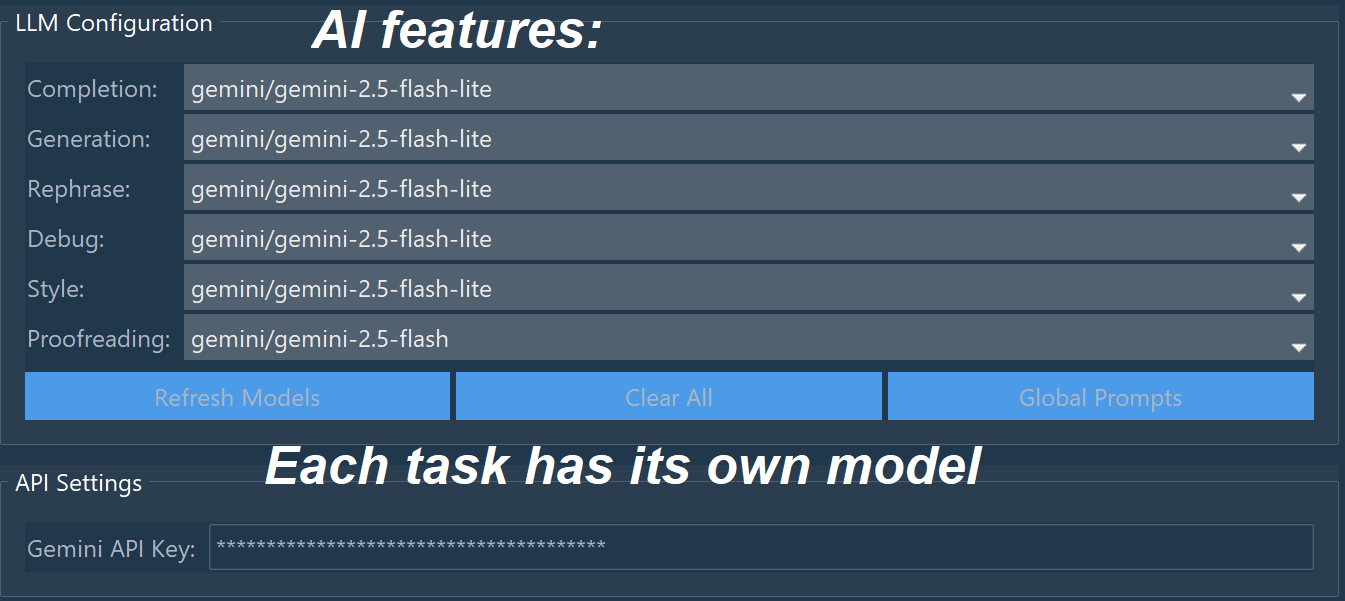 LLM Configuration
AI features:
Completion: gemini/gemini-2.5-flash-lite
Generation: gemini/gemini-2.5-flash-lite
Rephrase: gemini/gemini-2.5-flash-lite
Debug: gemini/gemini-2.5-flash-lite
Style: gemini/gemini-2.5-flash-lite
Proofreading: gemini/gemini-2.5-flash
Refresh Models Clear All Global Prompts
Each task has its own model
API Settings
Gemini API Key: ***************************************